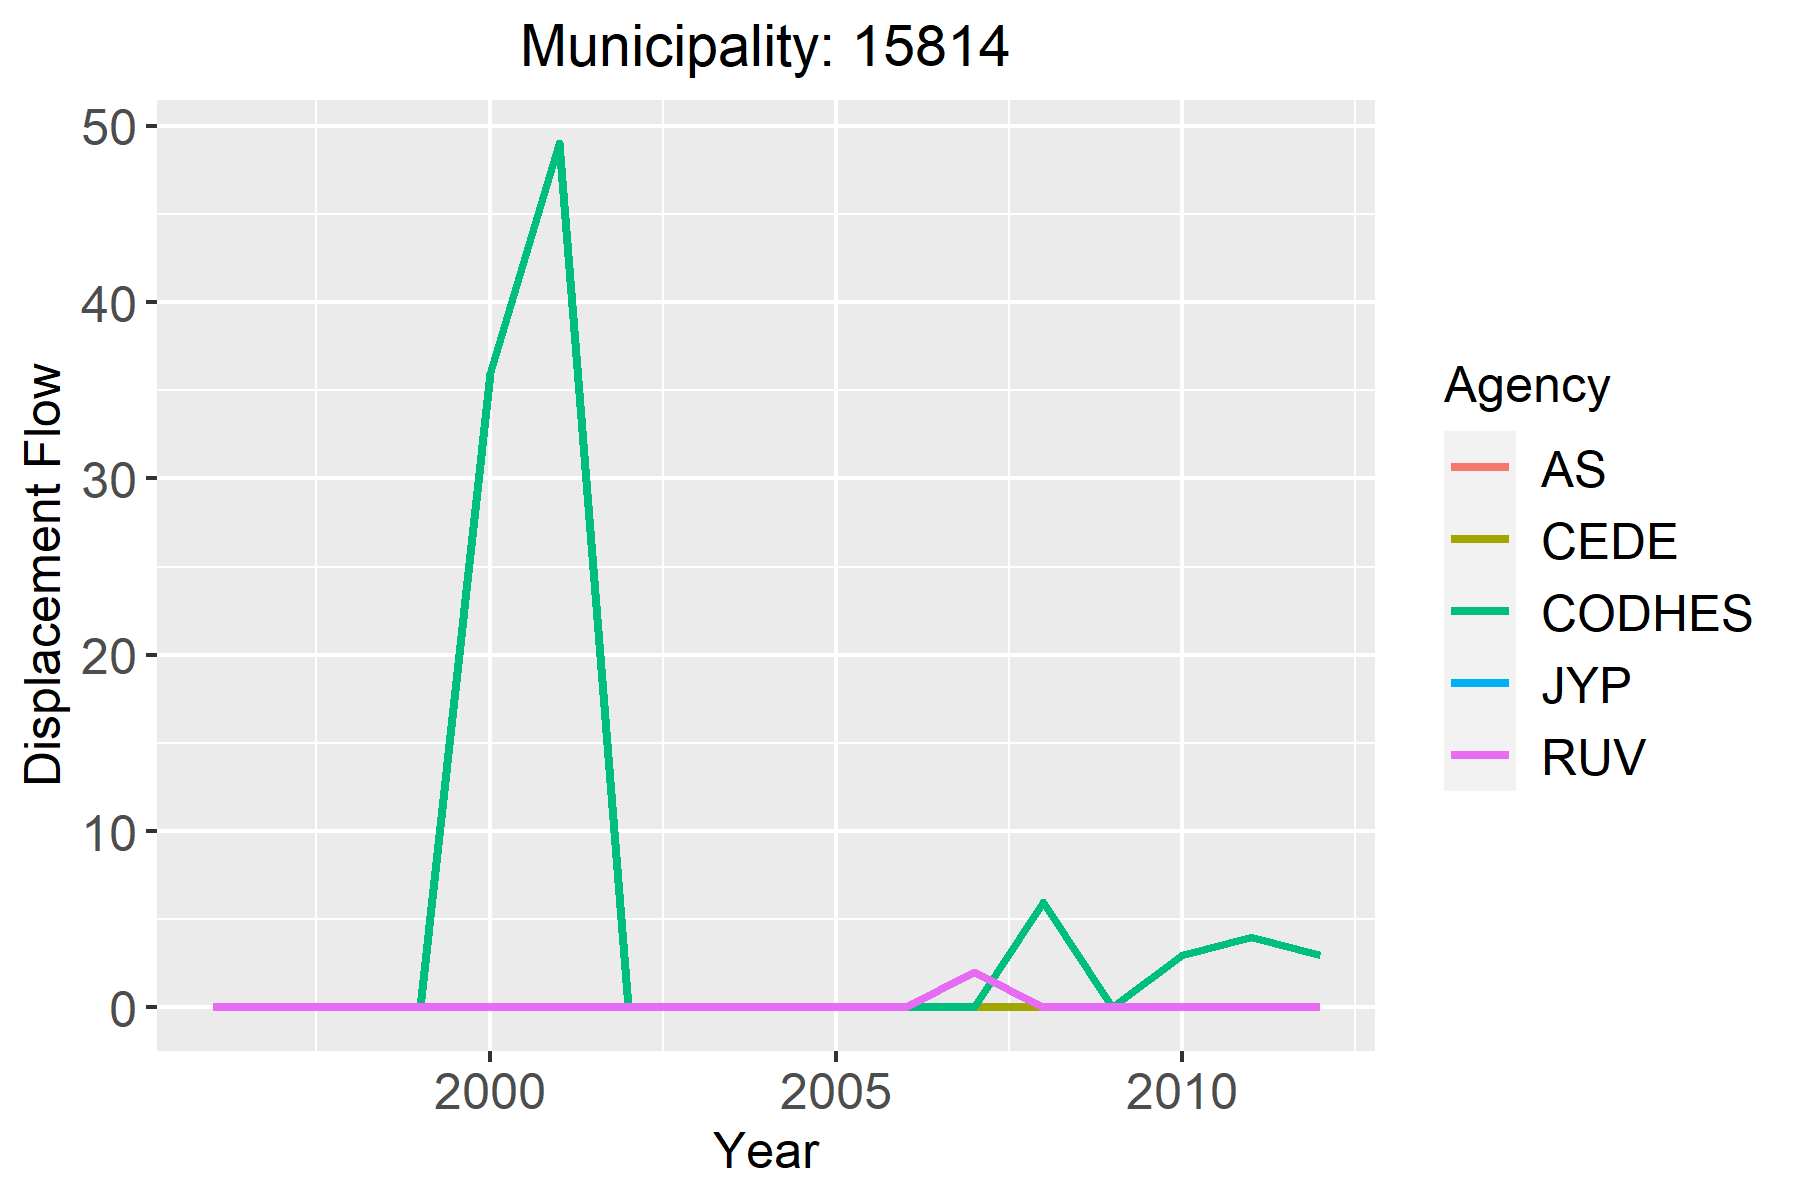 Municipality: 15814
50
40
30
20
10
0
Displacement Flow
2000
2005
2010
Year
Agency
AS
CEDE
CODHES
JYP
RUV